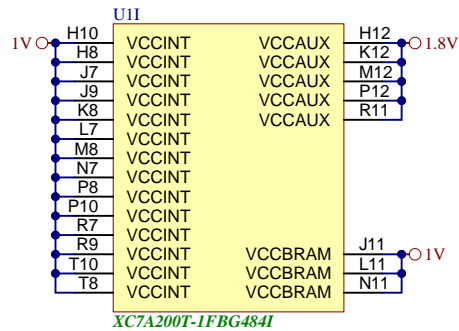 U1I
1V H10 VCCINT VCCAUX H12 1.8V
H8 VCCINT VCCAUX K12
J7 VCCINT VCCAUX M12
J9 VCCINT VCCAUX P12
K8 VCCINT VCCAUX R11
L7 VCCINT
M8 VCCINT
N7 VCCINT
P8 VCCINT
P10 VCCINT
R7 VCCINT
R9 VCCINT VCCBRAM J11 1V
T10 VCCINT VCCBRAM L11
T8 VCCINT VCCBRAM N11
XC7A200T-1FBG484I